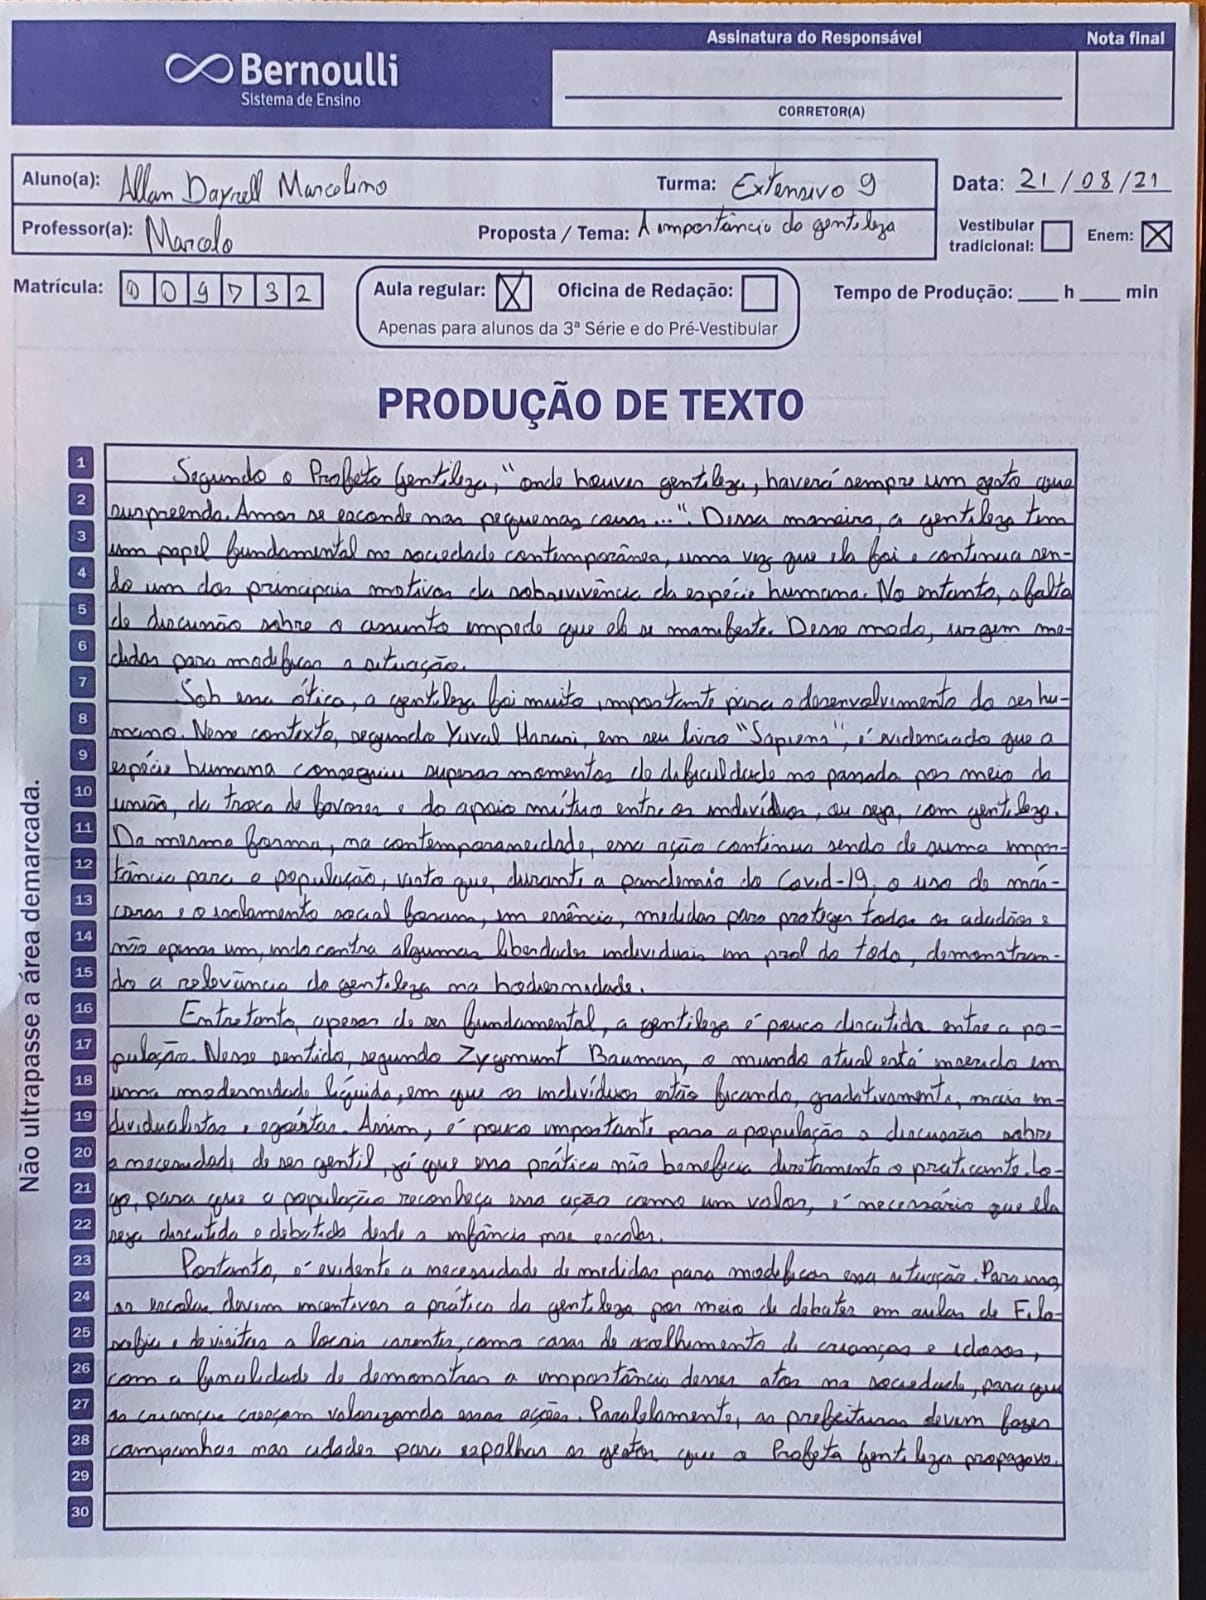 Bernoulli
Sistema de Ensino
Assinatura do Responsável
Nota final
CORRETOR(A)
Aluno(a): Allan Dayrell Marcolino
Turma: Extensivo 9
Data: 21/08/21
Professor(a): Marcelo
Proposta / Tema: A importância da gentileza
Vestibular tradicional:
Enem: X
Matrícula: 009732
Aula regular: X
Oficina de Redação:
Apenas para alunos da 3ª Série e do Pré-Vestibular
Tempo de Produção: ____ h ____ min
PRODUÇÃO DE TEXTO
Não ultrapasse a área demarcada.
1 Segundo o Profeta Gentileza, "onde houver gentileza, haverá sempre um gesto que
2 surpreenda. Amor se esconde nas pequenas coisas...". Dessa maneira, a gentileza tem
3 um papel fundamental na sociedade contemporânea, uma vez que ela foi e continua sen-
4 do um dos principais motivos da sobrevivência da espécie humana. No entanto, a falta
5 de discussão sobre o assunto impede que ela se manifeste. Desse modo, urgem me-
6 didas para modificar a situação.
7 Sob essa ótica, a gentileza foi muito importante para o desenvolvimento do ser hu-
8 mano. Nesse contexto, segundo Yuval Harari, em seu livro "Sapiens", é evidenciado que a
9 espécie humana conseguiu superar momentos de dificuldade no passado por meio da
10 união, da troca de favores e do apoio mútuo entre os indivíduos, ou seja, com gentileza.
11 Da mesma forma, na contemporaneidade, essa ação continua sendo de suma impor-
12 tância para a população, visto que, durante a pandemia do Covid-19, o uso de más-
13 caras e o isolamento social foram, em essência, medidas para proteger todos os cidadãos e
14 não apenas um, indo contra algumas liberdades individuais em prol do todo, demonstran-
15 do a relevância da gentileza na hodiernidade.
16 Entretanto, apesar de ser fundamental, a gentileza é pouco discutida entre a po-
17 pulação. Nesse sentido, segundo Zygmunt Bauman, o mundo atual está inserido em
18 uma modernidade líquida, em que os indivíduos estão ficando, gradativamente, mais in-
19 dividualistas e egoístas. Assim, é pouco importante para a população a discussão sobre
20 a necessidade de ser gentil, já que essa prática não beneficia diretamente o praticante. Lo-
21 go, para que a população reconheça essa ação como um valor, é necessário que ela
22 seja discutida e debatida desde a infância nas escolas.
23 Portanto, é evidente a necessidade de medidas para modificar essa situação. Para isso,
24 as escolas devem incentivar a prática da gentileza por meio de debates em aulas de Filo-
25 sofia e de visitas a locais carentes, como casas de acolhimento de crianças e idosos,
26 com a finalidade de demonstrar a importância desses atos na sociedade, para que
27 as crianças cresçam valorizando essas ações. Paralelamente, as prefeituras devem fazer
28 campanhas nas cidades para espalhar os gestos que o Profeta Gentileza propagava.
29
30